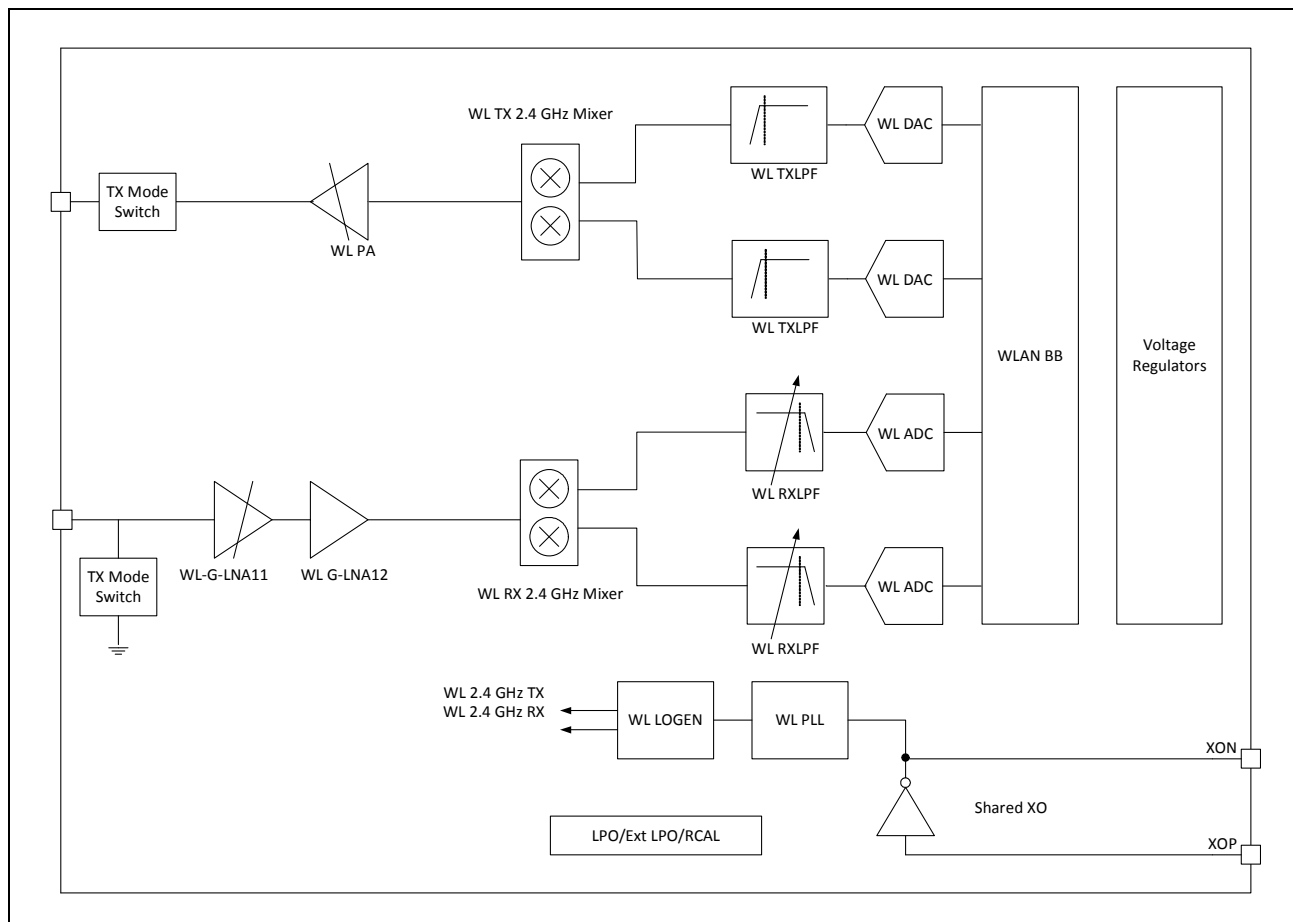 WL TX 2.4 GHz Mixer
WL DAC
TX Mode
Switch
WL TXLPF
WL PA
WL DAC
WL TXLPF
WLAN BB
Voltage
Regulators
WL ADC
WL RXLPF
WL-G-LNA11
WL G-LNA12
TX Mode
Switch
WL RX 2.4 GHz Mixer
WL ADC
WL RXLPF
WL 2.4 GHz TX
WL 2.4 GHz RX
WL LOGEN
WL PLL
XON
Shared XO
LPO/Ext LPO/RCAL
XOP